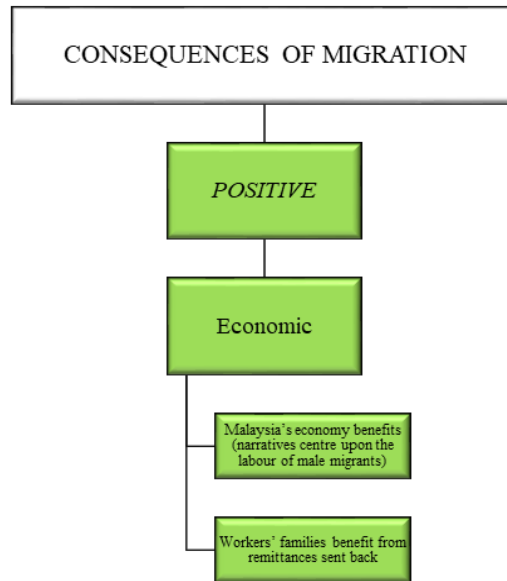 CONSEQUENCES OF MIGRATION
POSITIVE
Economic
Malaysia's economy benefits
(narratives centre upon the
labour of male migrants)
Workers' families benefit from
remittances sent back